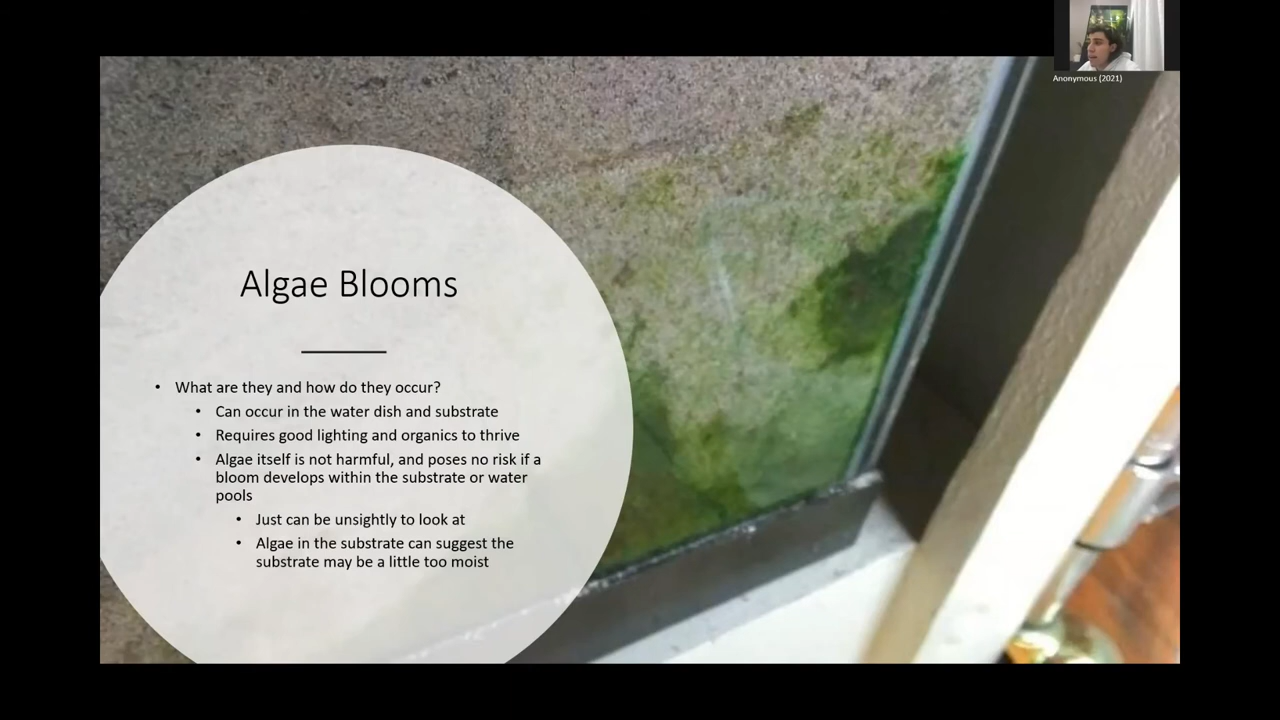 Anonymous (2021)
Algae Blooms
• What are they and how do they occur?
• Can occur in the water dish and substrate
• Requires good lighting and organics to thrive
• Algae itself is not harmful, and poses no risk if a
bloom develops within the substrate or water
pools
• Just can be unsightly to look at
• Algae in the substrate can suggest the
substrate may be a little too moist